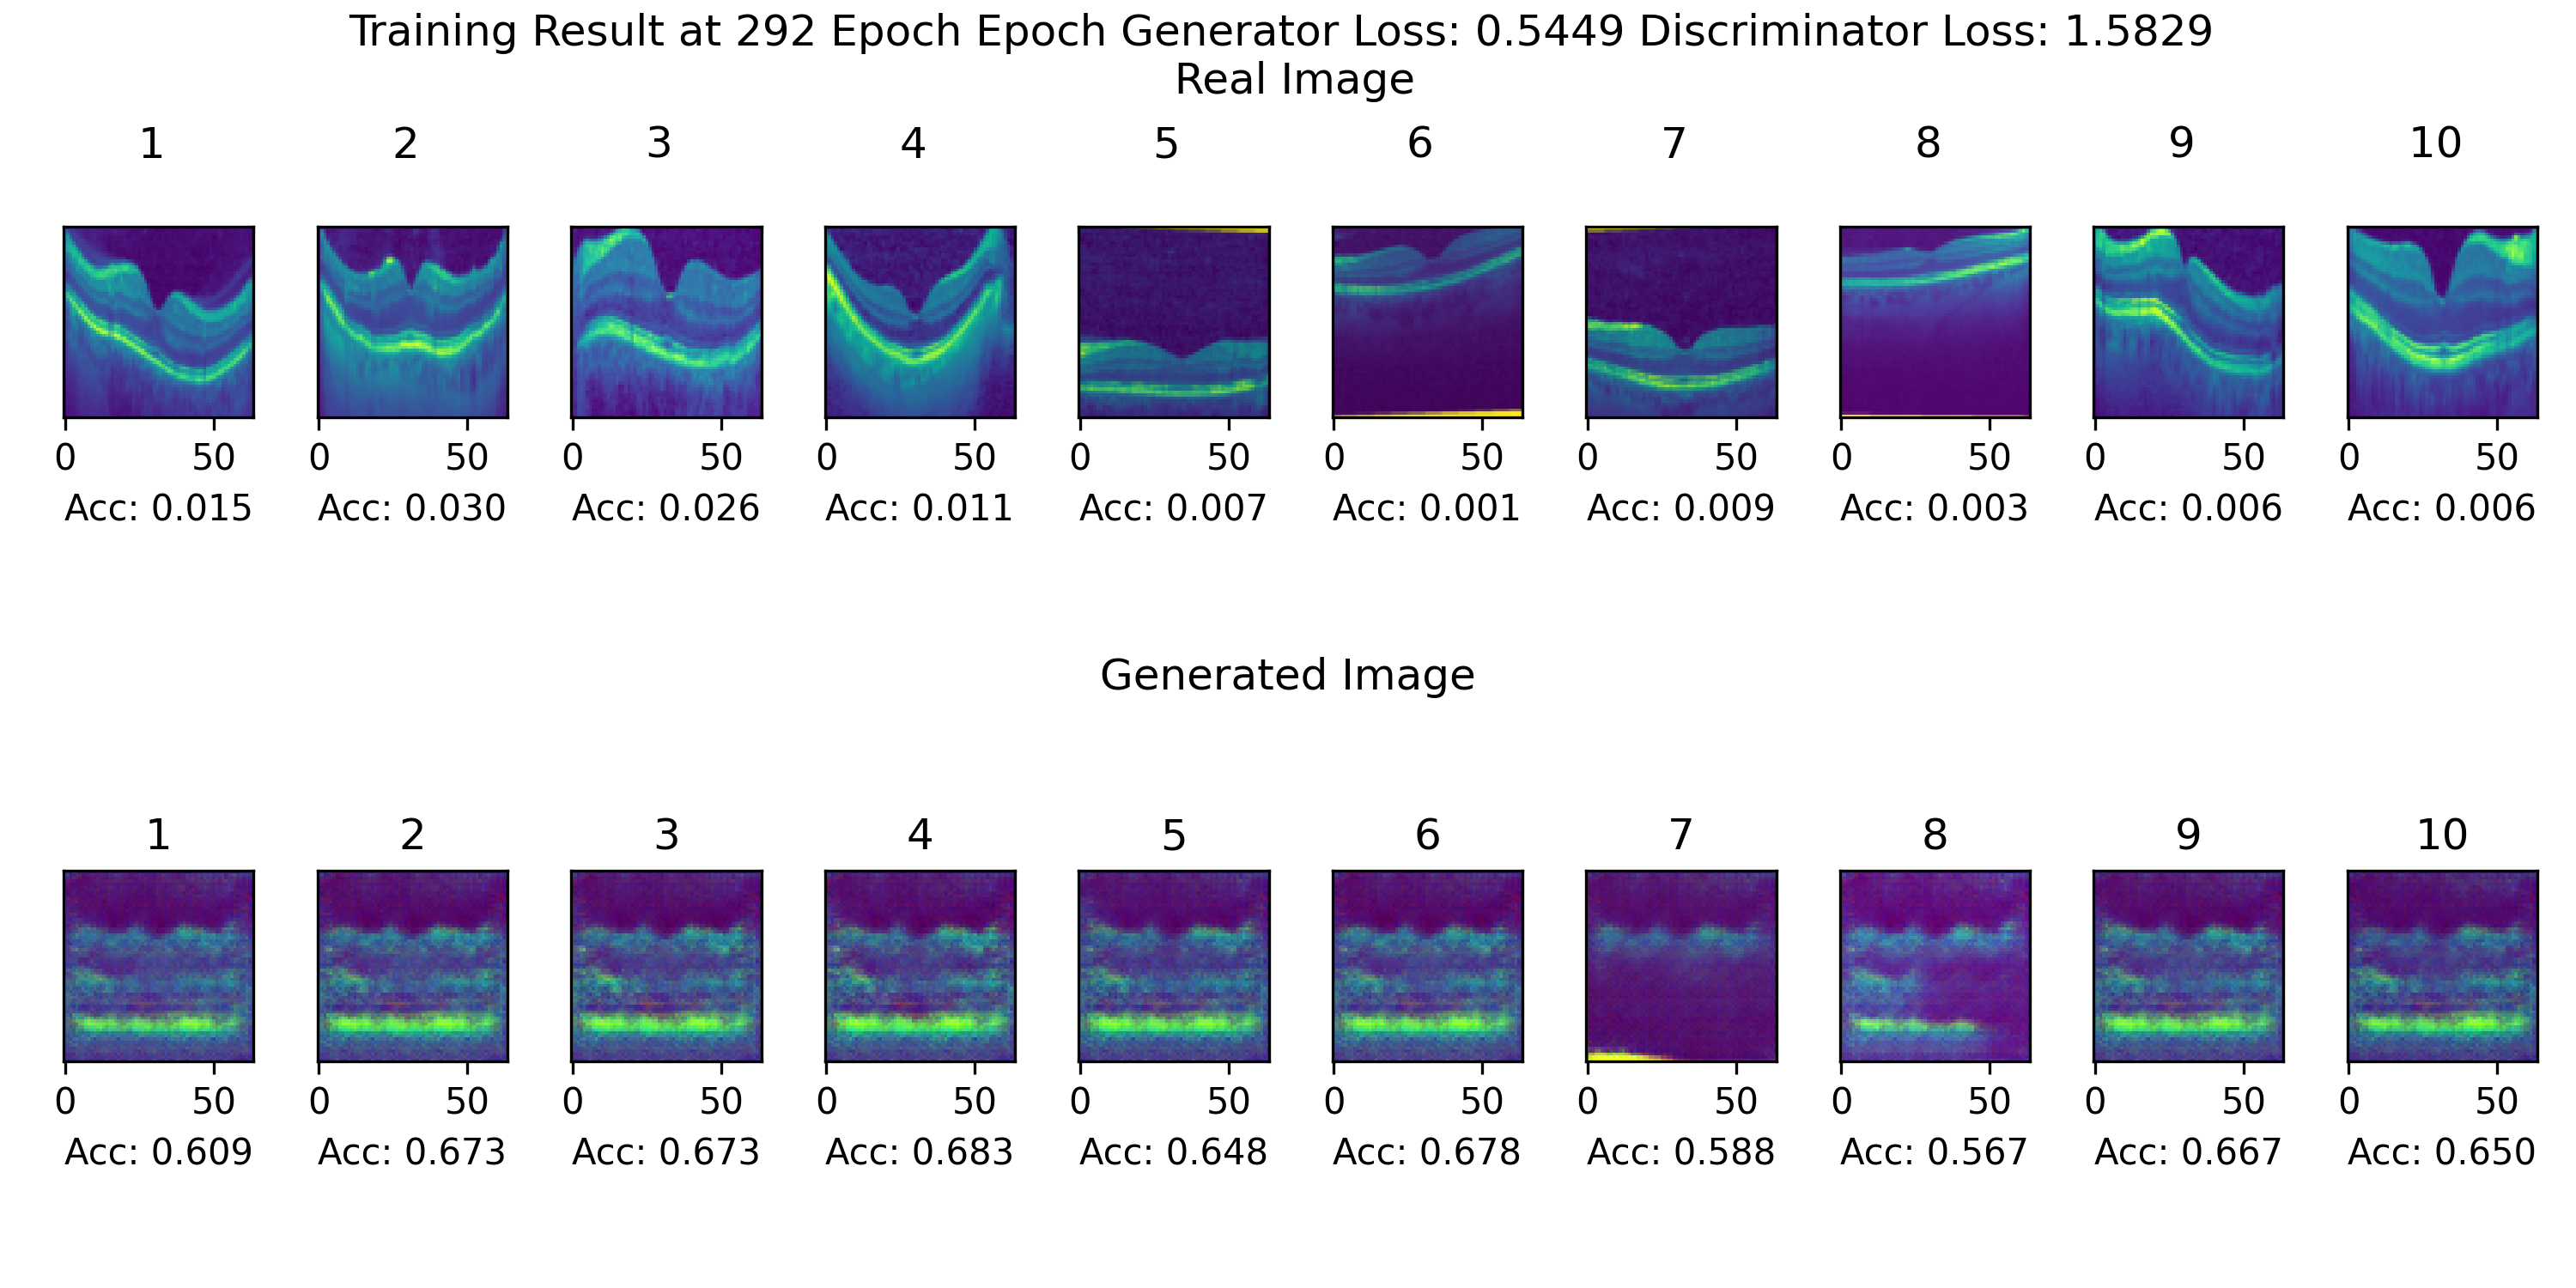 Training Result at 292 Epoch Epoch Generator Loss: 0.5449 Discriminator Loss: 1.5829
Real Image
1 2 3 4 5 6 7 8 9 10
0 50 0 50 0 50 0 50 0 50 0 50 0 50 0 50 0 50 0 50
Acc: 0.015 Acc: 0.030 Acc: 0.026 Acc: 0.011 Acc: 0.007 Acc: 0.001 Acc: 0.009 Acc: 0.003 Acc: 0.006 Acc: 0.006
Generated Image
1 2 3 4 5 6 7 8 9 10
0 50 0 50 0 50 0 50 0 50 0 50 0 50 0 50 0 50 0 50
Acc: 0.609 Acc: 0.673 Acc: 0.673 Acc: 0.683 Acc: 0.648 Acc: 0.678 Acc: 0.588 Acc: 0.567 Acc: 0.667 Acc: 0.650